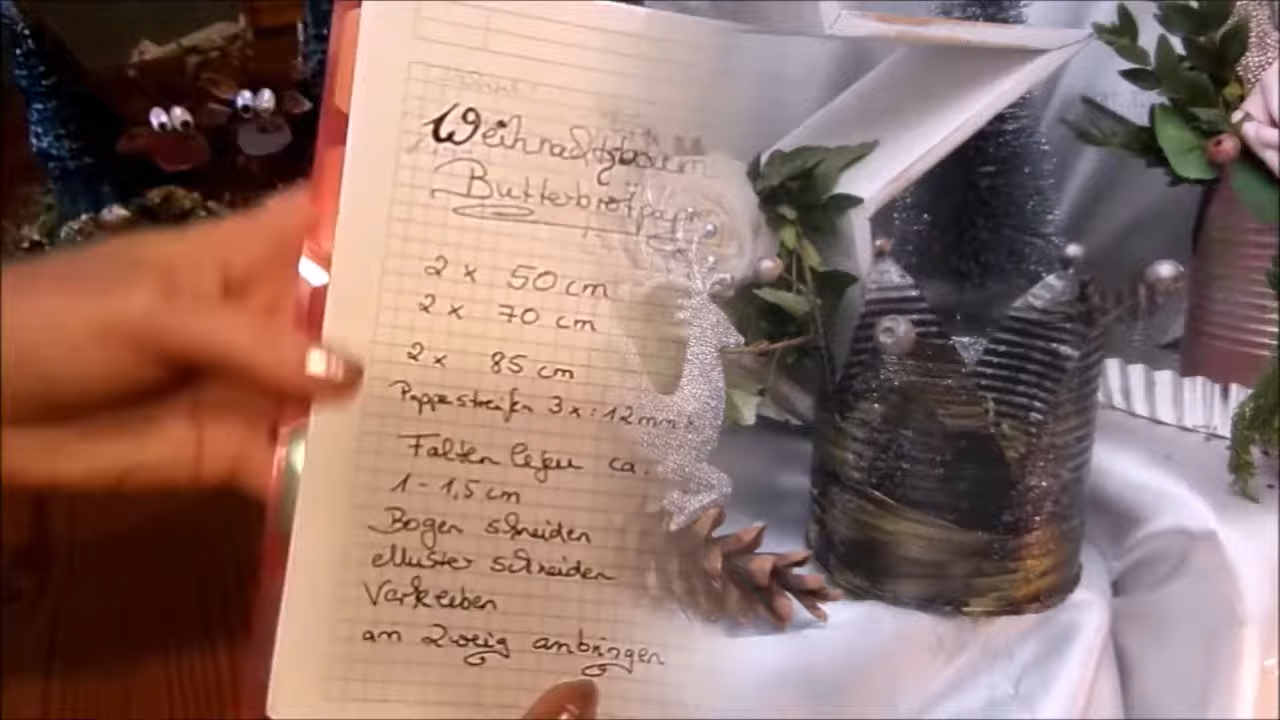 Weihnachtsbaum
Butterbrotpapier
2 x 50 cm
2 x 70 cm
2 x 85 cm
Pappestreifen 3 x : 12 mm
Falten legen ca.
1 - 1,5 cm
Bogen schneiden
Muster schneiden
Verkleben
am Zweig anbringen